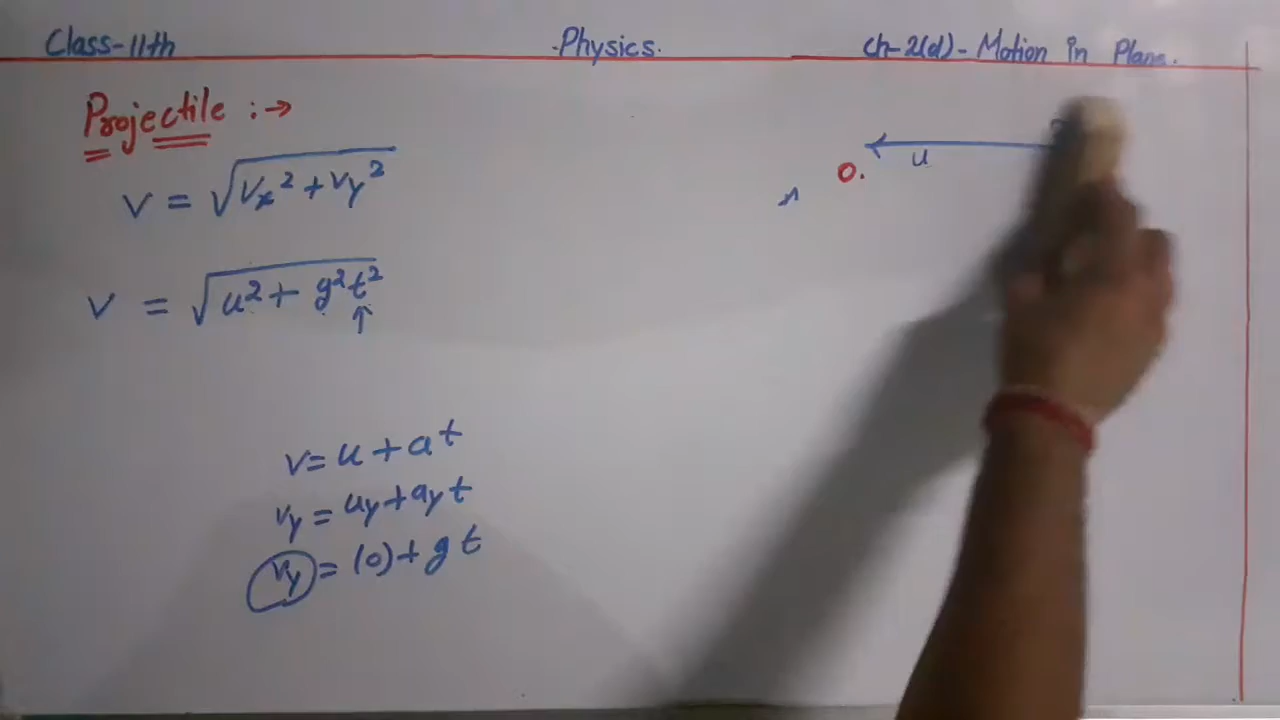 Class-11th
Physics.
Ch-2(d)- Motion in Plane.
Projectile :→
v = √vx² + vy²
u
O.
v = √u² + g²t²
↑
v = u + at
vy = uy + ay t
vy = (0) + gt